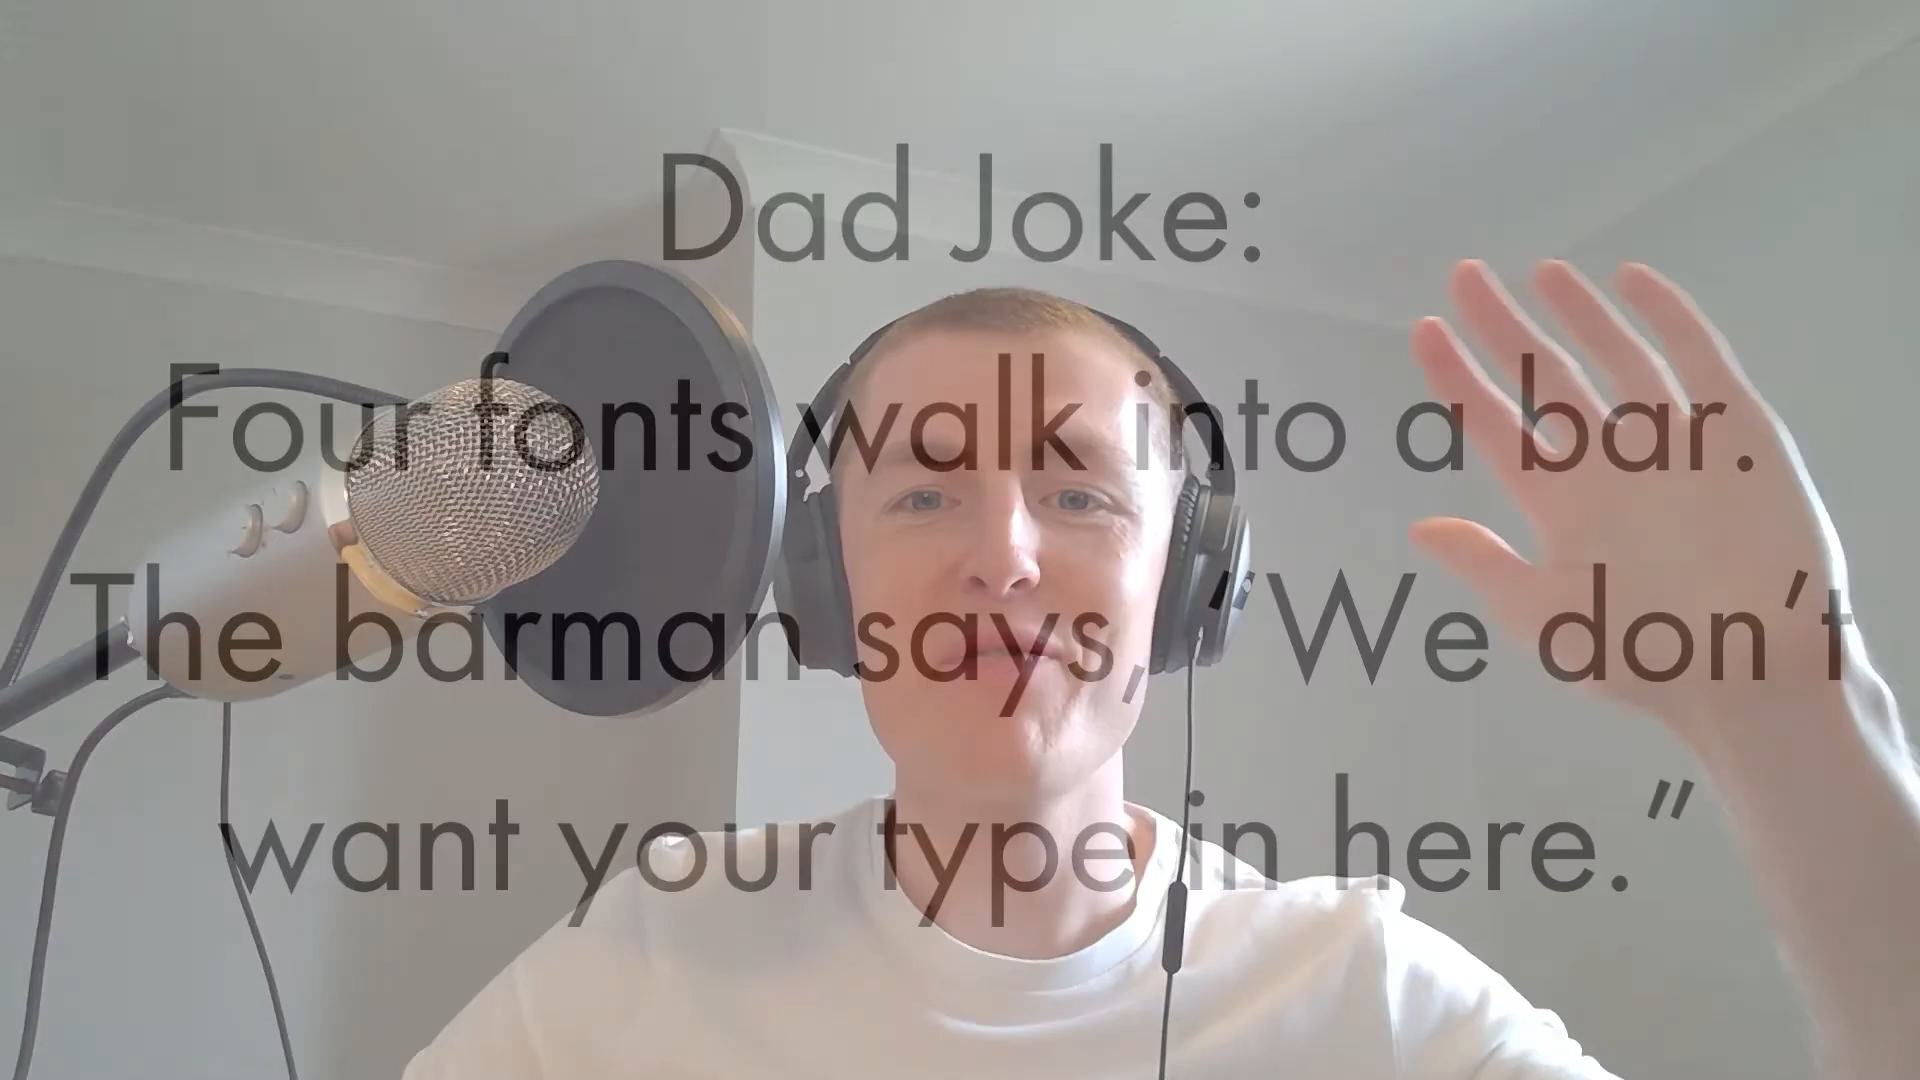 Dad Joke:
Four fonts walk into a bar.
The barman says, “We don’t
want your type in here.”